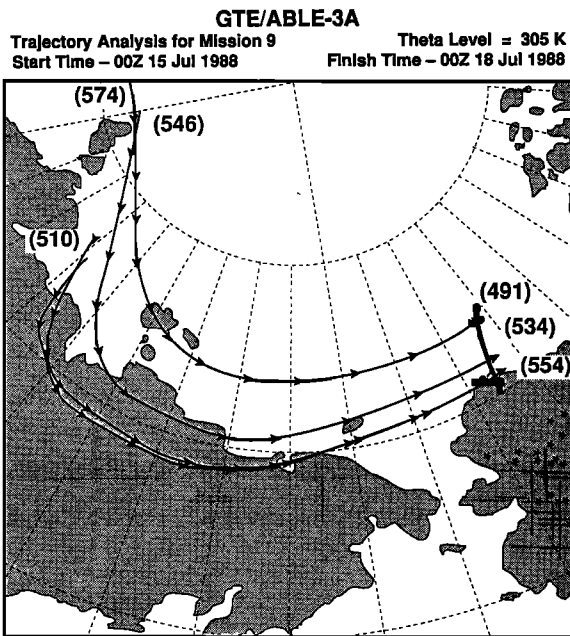 GTE/ABLE-3A
Trajectory Analysis for Mission 9
Theta Level = 305 K
Start Time – 00Z 15 Jul 1988
Finish Time – 00Z 18 Jul 1988
(574)
(546)
(510)
(491)
(534)
(554)